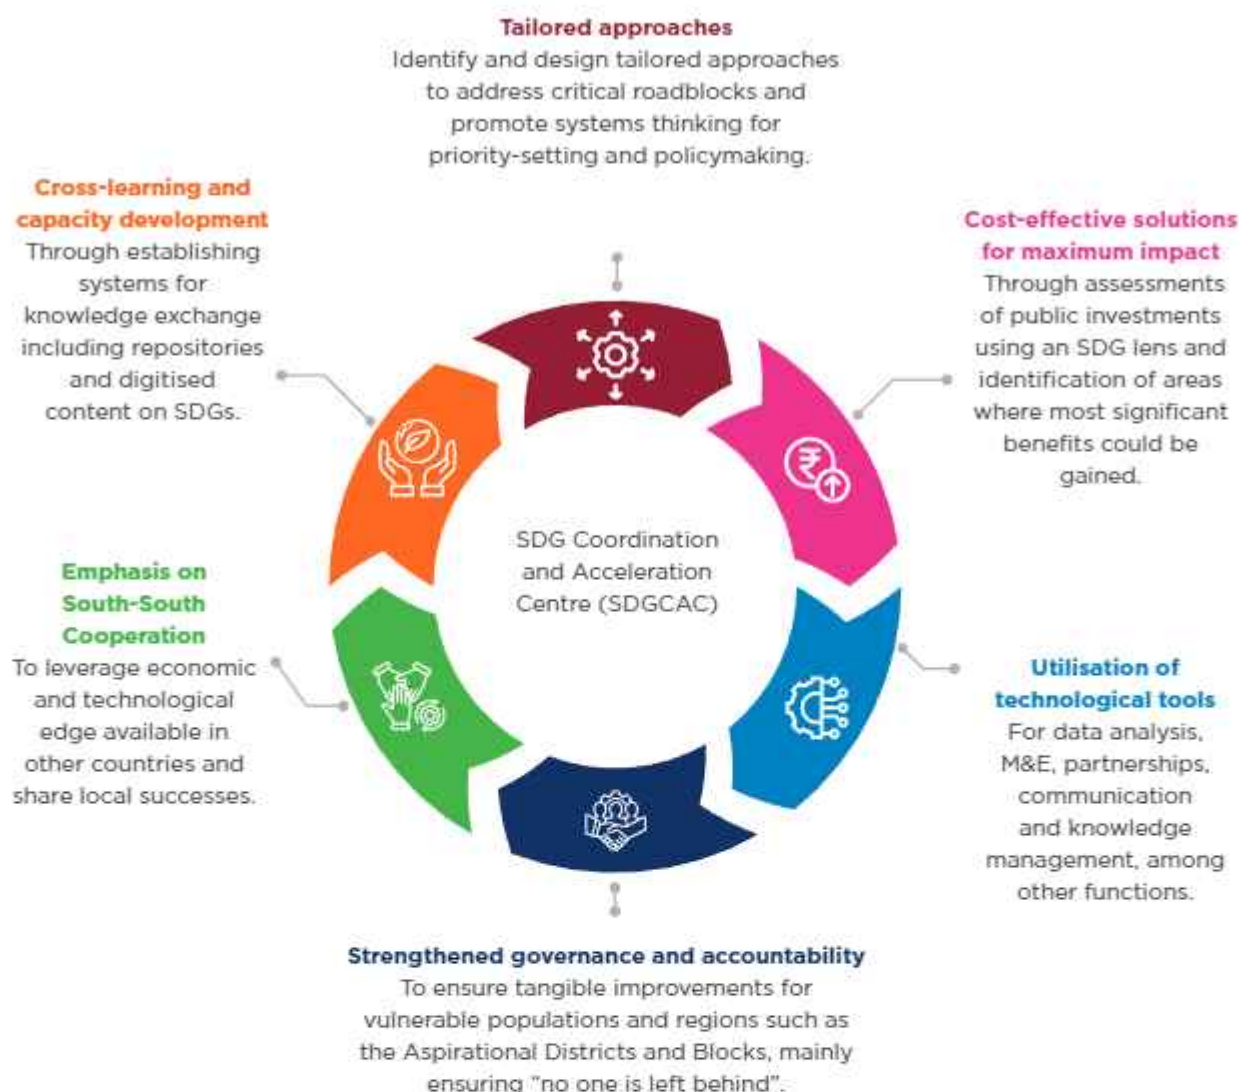 Tailored approaches
Identify and design tailored approaches
to address critical roadblocks and
promote systems thinking for
priority-setting and policymaking.
Cross-learning and
capacity development
Through establishing
systems for
knowledge exchange
including repositories
and digitised
content on SDGs.
Cost-effective solutions
for maximum impact
Through assessments
of public investments
using an SDG lens and
identification of areas
where most significant
benefits could be
gained.
SDG Coordination
and Acceleration
Centre (SDGCAC)
Emphasis on
South-South
Cooperation
To leverage economic
and technological
edge available in
other countries and
share local successes.
Utilisation of
technological tools
For data analysis,
M&E, partnerships,
communication
and knowledge
management, among
other functions.
Strengthened governance and accountability
To ensure tangible improvements for
vulnerable populations and regions such as
the Aspirational Districts and Blocks, mainly
ensuring "no one is left behind".
₹